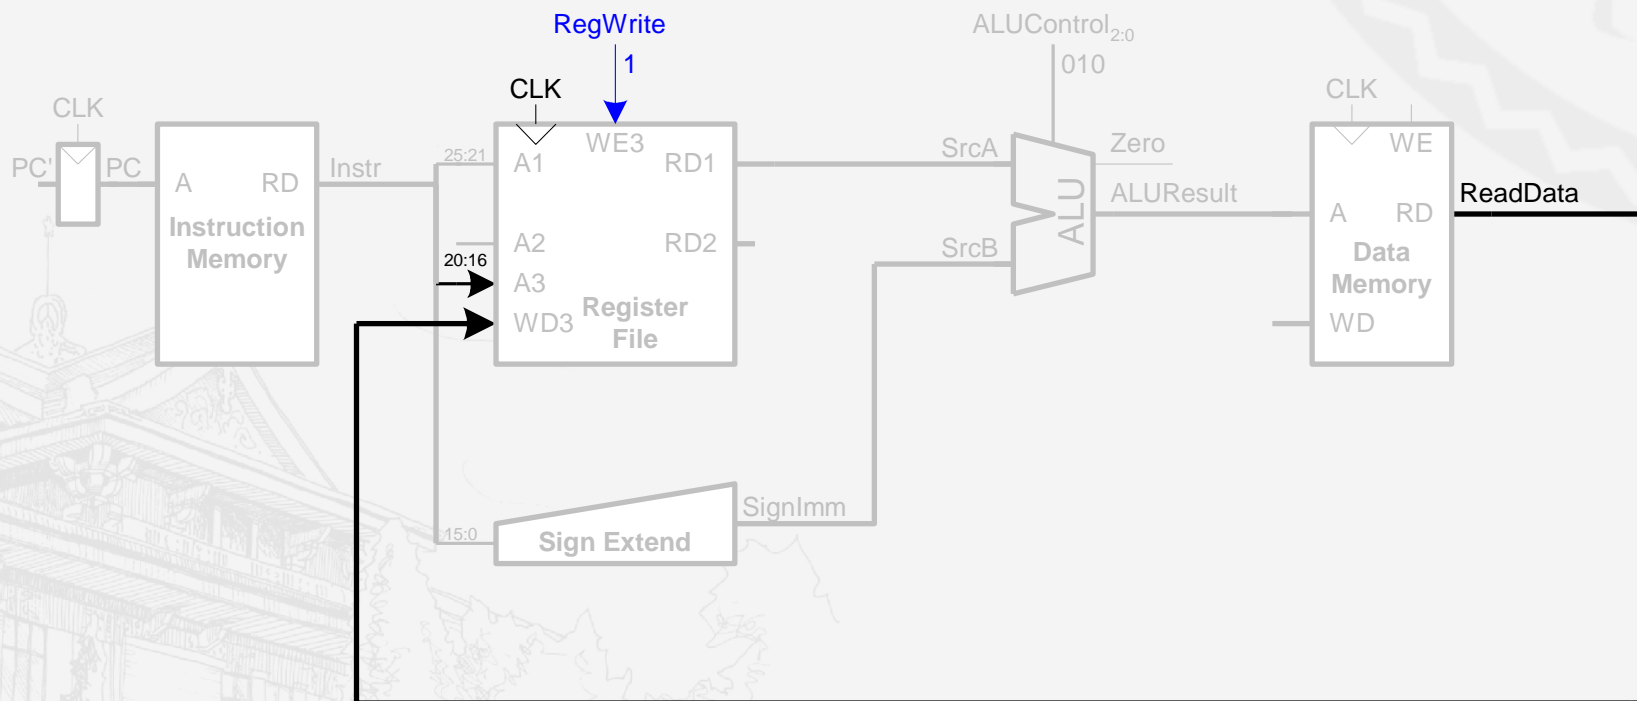 RegWrite
ALUControl2:0
1
010
CLK
CLK
CLK
PC'
PC
A
RD
Instr
Instruction
Memory
25:21
A1
WE3
RD1
A2
RD2
20:16
A3
WD3
Register
File
SrcA
SrcB
ALU
Zero
ALUResult
WE
A
RD
Data
Memory
WD
ReadData
15:0
Sign Extend
SignImm